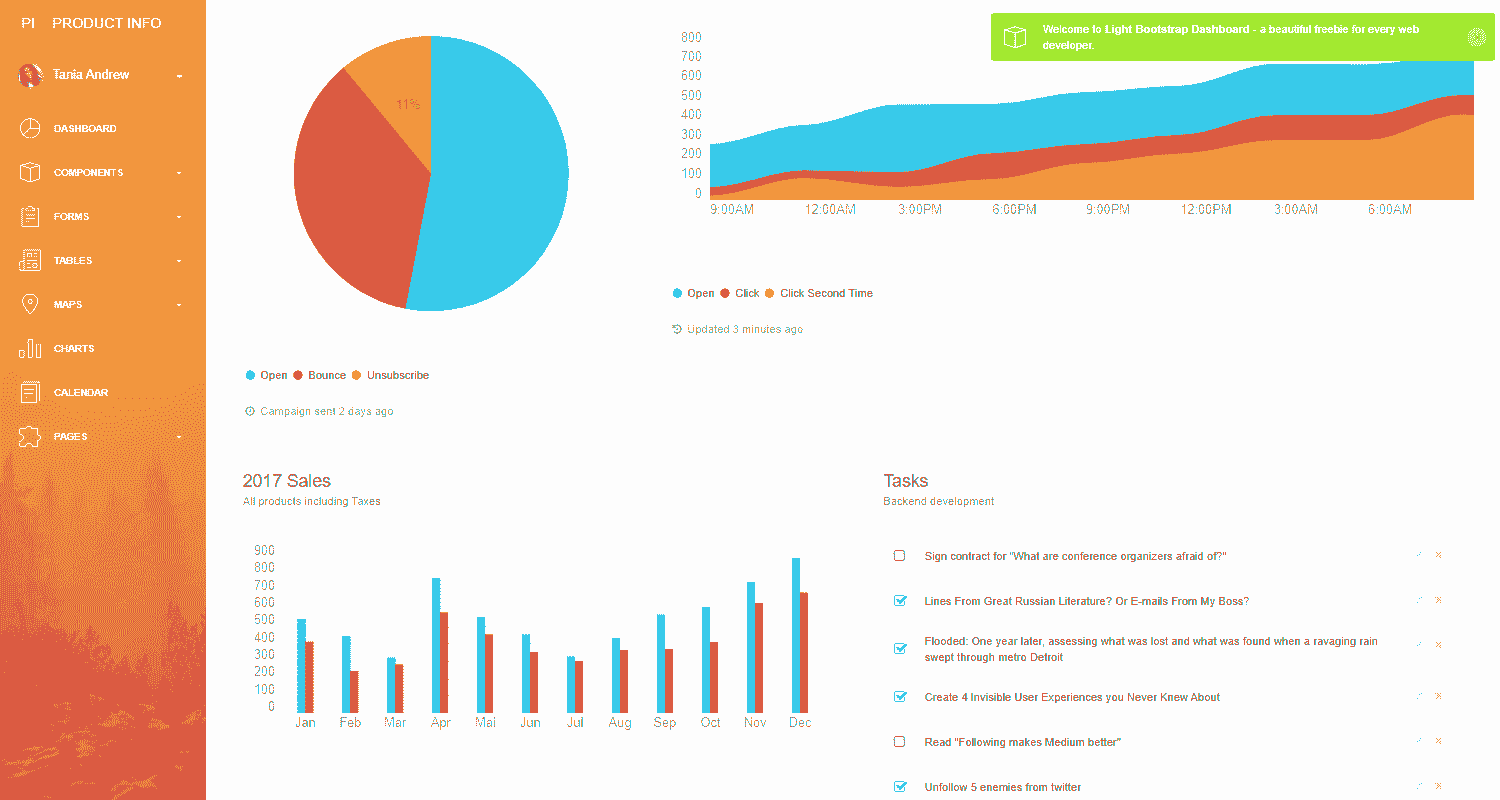 PI PRODUCT INFO
Tania Andrew
DASHBOARD
COMPONENTS
FORMS
TABLES
MAPS
CHARTS
CALENDAR
PAGES
11%
Open Bounce Unsubscribe
Campaign sent 2 days ago
800
700
600
500
400
300
200
100
0
9:00AM 12:00AM 3:00PM 6:00PM 9:00PM 12:00PM 3:00AM 6:00AM
Open Click Click Second Time
Updated 3 minutes ago
Welcome to Light Bootstrap Dashboard - a beautiful freebie for every web
developer.
2017 Sales
All products including Taxes
900
800
700
600
500
400
300
200
100
0
Jan Feb Mar Apr Mai Jun Jul Aug Sep Oct Nov Dec
Tasks
Backend development
Sign contract for "What are conference organizers afraid of?"
Lines From Great Russian Literature? Or E-mails From My Boss?
Flooded: One year later, assessing what was lost and what was found when a ravaging rain
swept through metro Detroit
Create 4 Invisible User Experiences you Never Knew About
Read "Following makes Medium better"
Unfollow 5 enemies from twitter